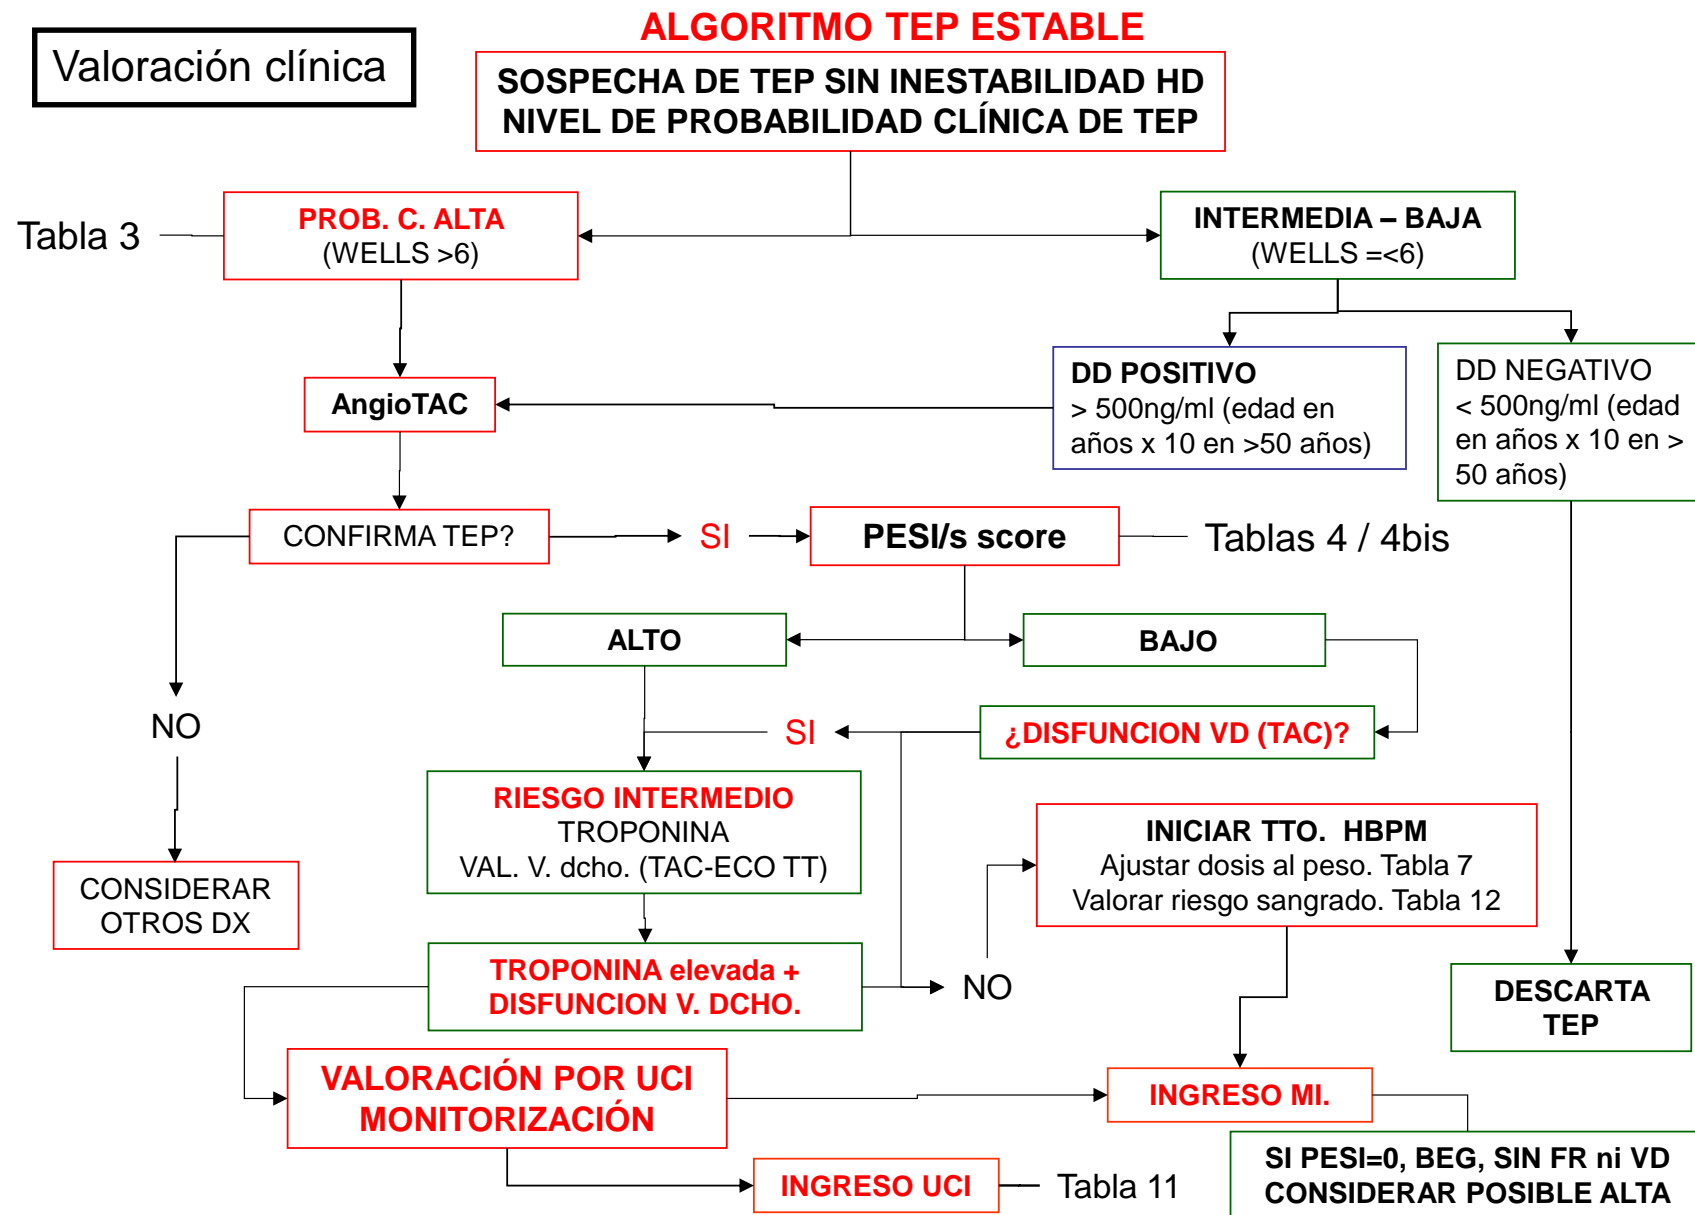 ALGORITMO TEP ESTABLE
Valoración clínica
SOSPECHA DE TEP SIN INESTABILIDAD HD
NIVEL DE PROBABILIDAD CLÍNICA DE TEP
Tabla 3
PROB. C. ALTA
(WELLS >6)
INTERMEDIA – BAJA
(WELLS =<6)
AngioTAC
DD POSITIVO
> 500ng/ml (edad en
años x 10 en >50 años)
DD NEGATIVO
< 500ng/ml (edad
en años x 10 en >
50 años)
CONFIRMA TEP?
SI
PESI/s score
Tablas 4 / 4bis
ALTO
BAJO
NO
SI
¿DISFUNCION VD (TAC)?
RIESGO INTERMEDIO
TROPONINA
VAL. V. dcho. (TAC-ECO TT)
INICIAR TTO. HBPM
Ajustar dosis al peso. Tabla 7
Valorar riesgo sangrado. Tabla 12
CONSIDERAR
OTROS DX
TROPONINA elevada +
DISFUNCION V. DCHO.
NO
DESCARTA
TEP
VALORACIÓN POR UCI
MONITORIZACIÓN
INGRESO MI.
INGRESO UCI
Tabla 11
SI PESI=0, BEG, SIN FR ni VD
CONSIDERAR POSIBLE ALTA